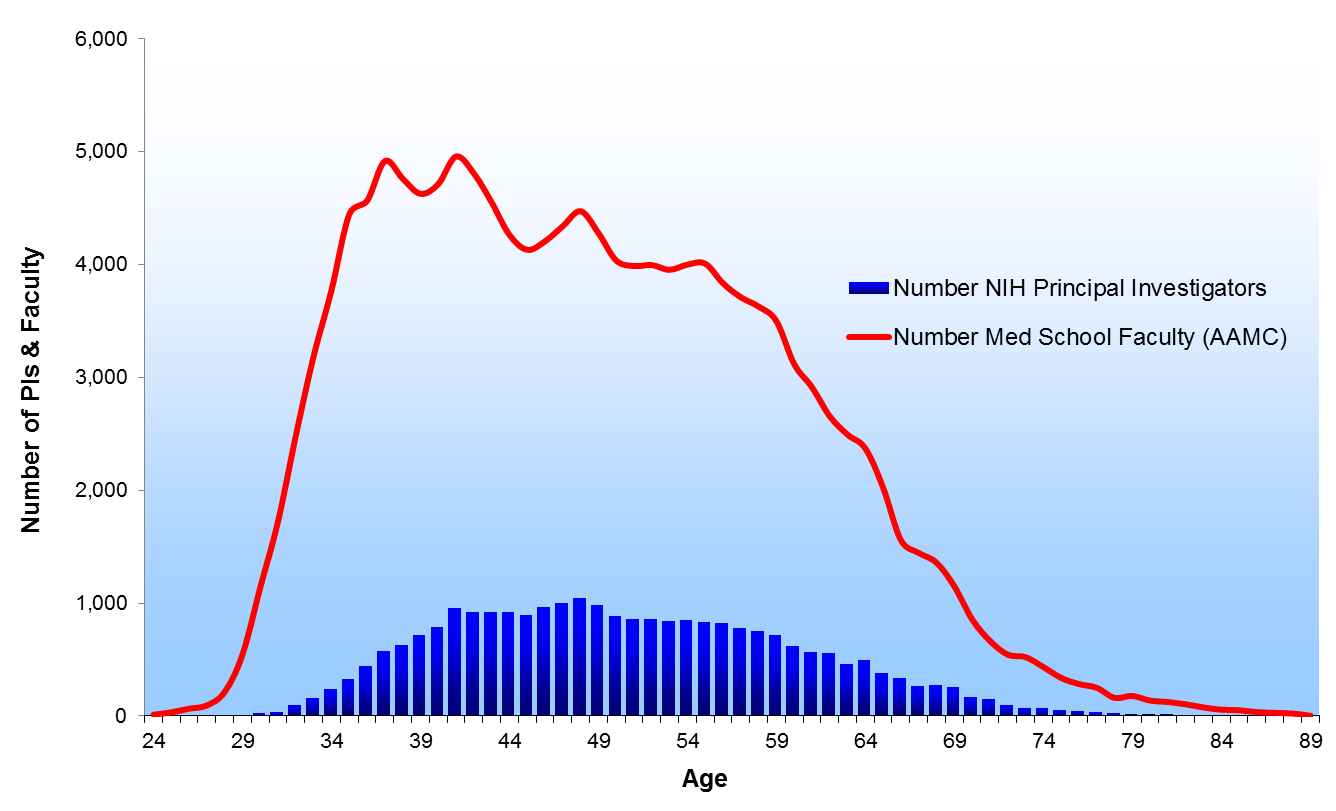 6,000
5,000
4,000
3,000
2,000
1,000
0
Number of PIs & Faculty
Number NIH Principal Investigators
Number Med School Faculty (AAMC)
24 29 34 39 44 49 54 59 64 69 74 79 84 89
Age